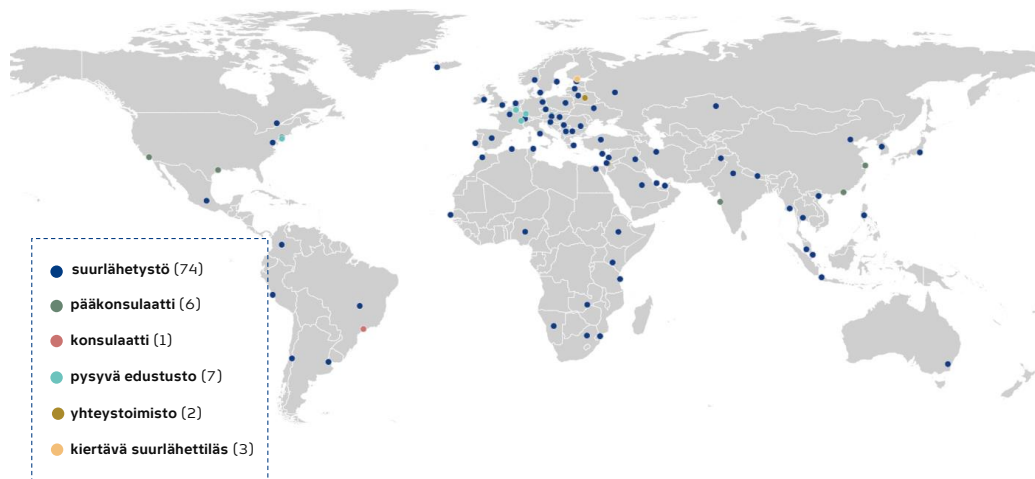 suurlähetystö (74)
pääkonsulaatti (6)
konsulaatti (1)
pysyvä edustusto (7)
yhteystoimisto (2)
kiertävä suurlähettiläs (3)